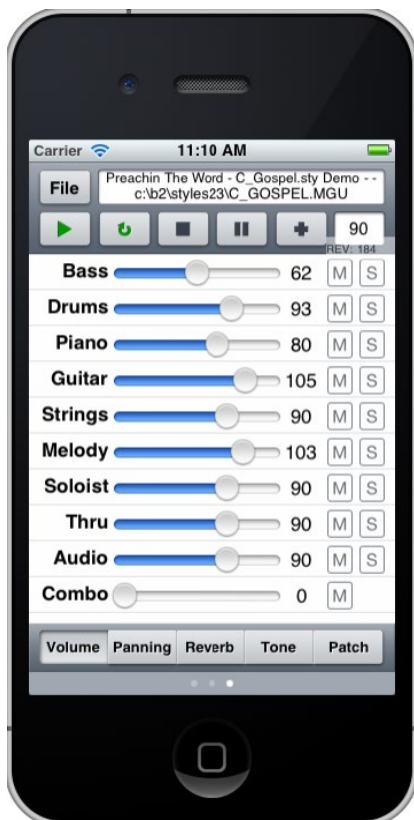 Carrier 11:10 AM
File
Preachin The Word - C_Gospel.sty Demo - -
c:\b2\styles23\C_GOSPEL.MGU
90
REV: 184
Bass 62 M S
Drums 93 M S
Piano 80 M S
Guitar 105 M S
Strings 90 M S
Melody 103 M S
Soloist 90 M S
Thru 90 M S
Audio 90 M S
Combo 0 M
Volume Panning Reverb Tone Patch